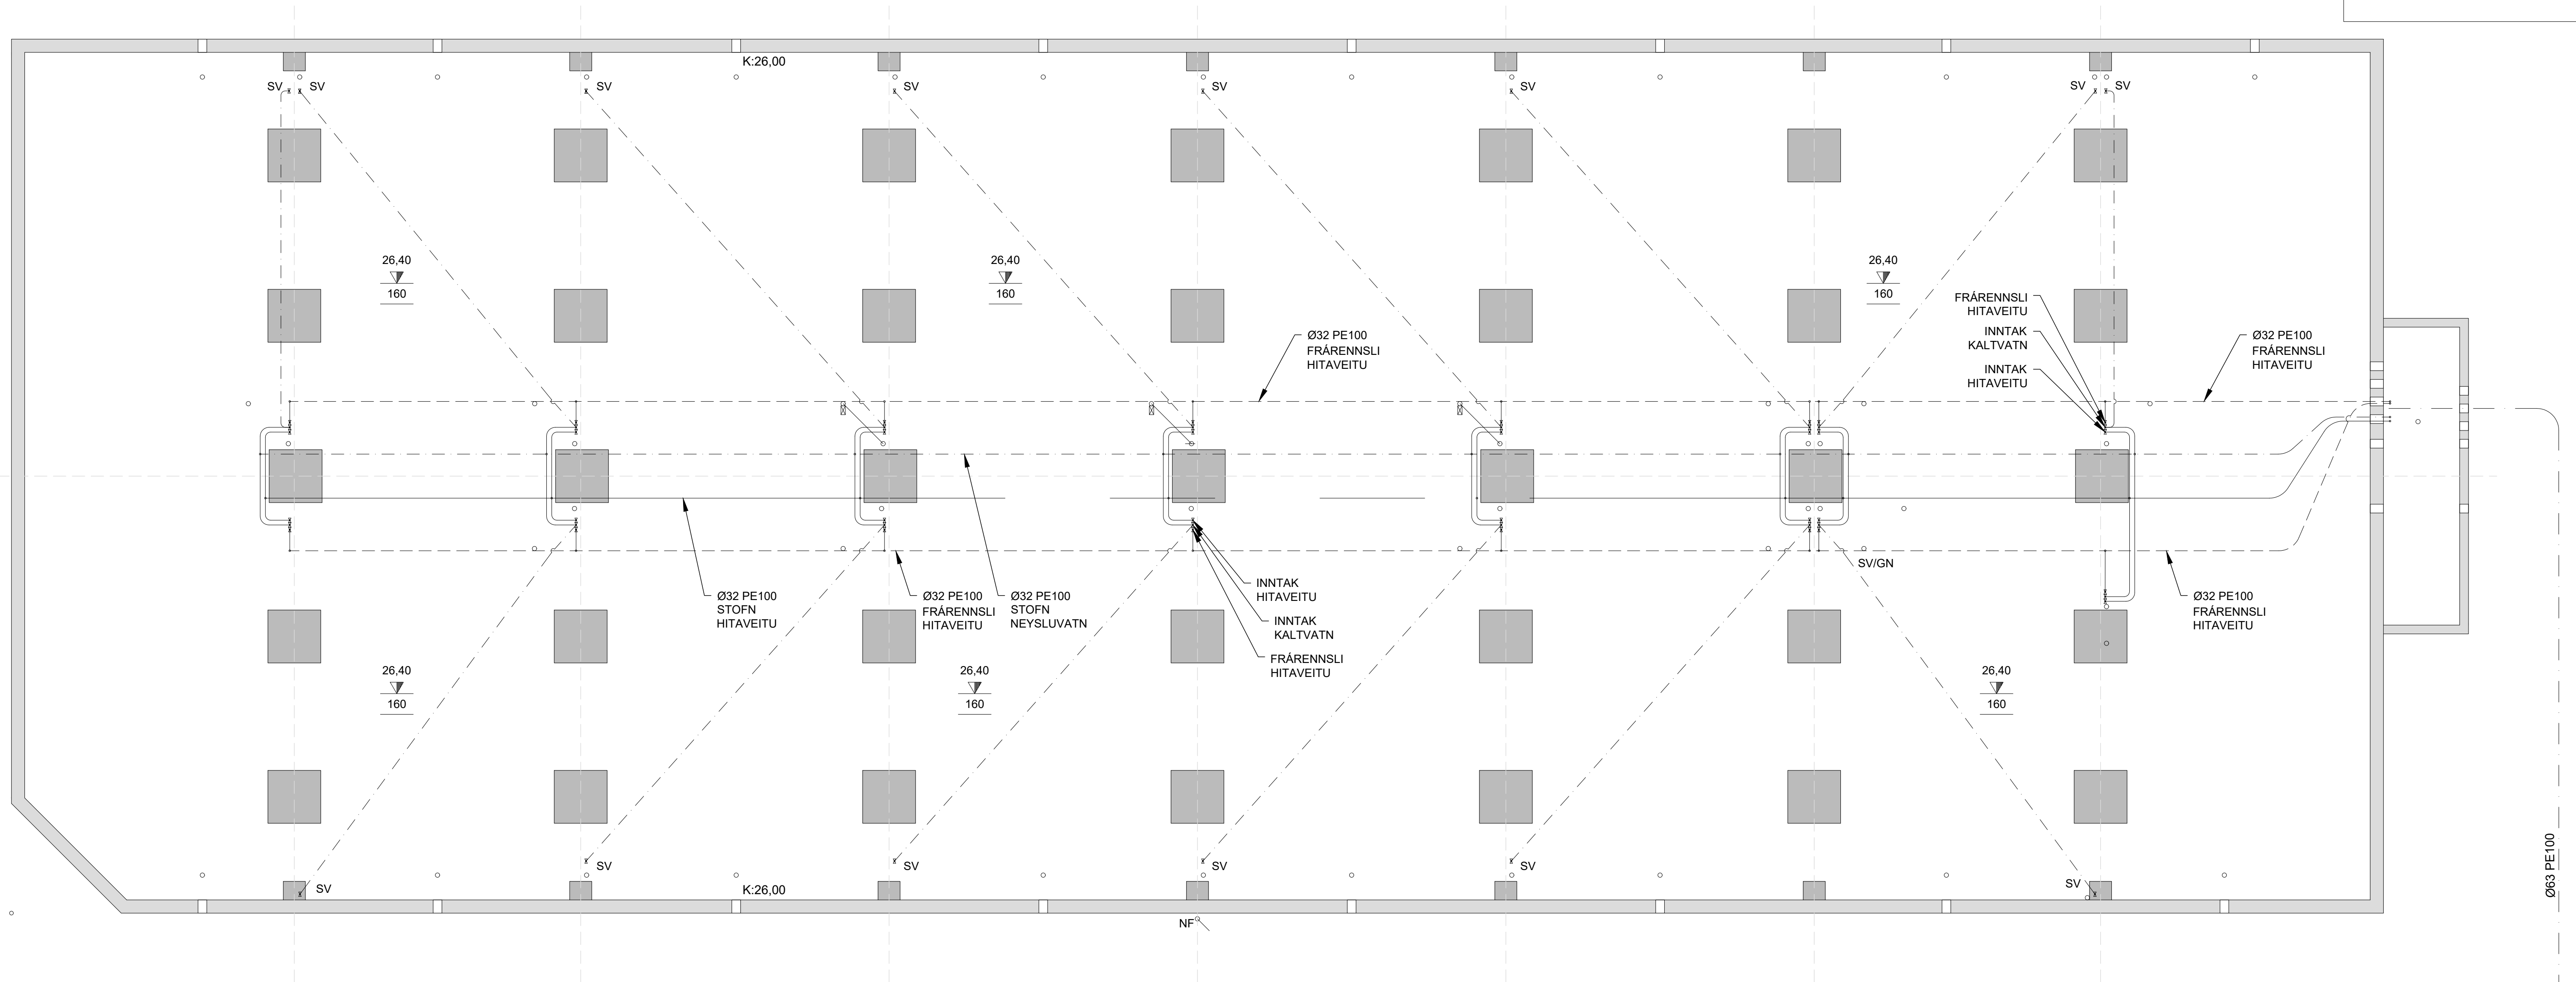 K:26,00
SV
SV
SV
SV
SV
SV
SV
SV
26,40
160
26,40
160
26,40
160
FRÁRENNSLI
HITAVEITU
INNTAK
KALTVATN
INNTAK
HITAVEITU
Ø32 PE100
FRÁRENNSLI
HITAVEITU
Ø32 PE100
FRÁRENNSLI
HITAVEITU
SV/GN
Ø32 PE100
STOFN
HITAVEITU
Ø32 PE100
FRÁRENNSLI
HITAVEITU
Ø32 PE100
STOFN
NEYSLUVATN
INNTAK
HITAVEITU
INNTAK
KALTVATN
FRÁRENNSLI
HITAVEITU
Ø32 PE100
FRÁRENNSLI
HITAVEITU
26,40
160
26,40
160
26,40
160
SV
SV
SV
SV
SV
SV
K:26,00
NF
Ø63 PE100